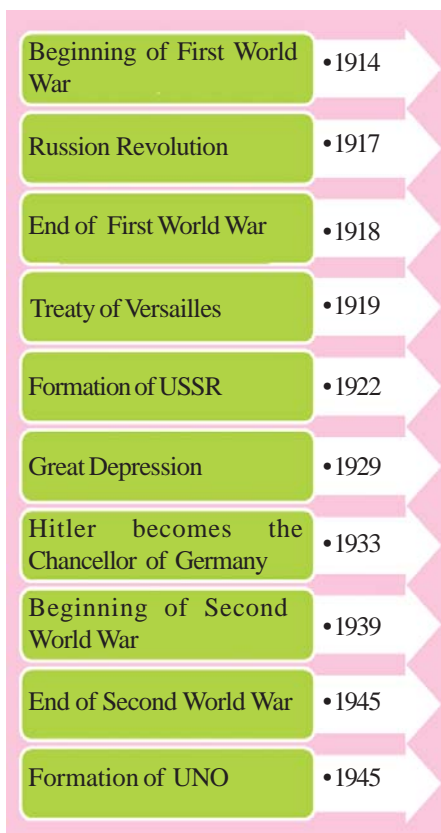 Beginning of First World
War
•1914
Russion Revolution
•1917
End of First World War
•1918
Treaty of Versailles
•1919
Formation of USSR
•1922
Great Depression
•1929
Hitler becomes the
Chancellor of Germany
•1933
Beginning of Second
World War
•1939
End of Second World War
•1945
Formation of UNO
•1945